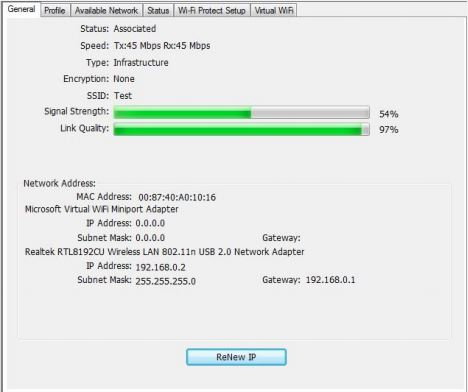 General Profile Available Network Status Wi-Fi Protect Setup Virtual WiFi
Status: Associated
Speed: Tx:45 Mbps Rx:45 Mbps
Type: Infrastructure
Encryption: None
SSID: Test
Signal Strength: 54%
Link Quality: 97%
Network Address:
MAC Address: 00:87:40:A0:10:16
Microsoft Virtual WiFi Miniport Adapter
IP Address: 0.0.0.0
Subnet Mask: 0.0.0.0 Gateway:
Realtek RTL8192CU Wireless LAN 802.11n USB 2.0 Network Adapter
IP Address: 192.168.0.2
Subnet Mask: 255.255.255.0 Gateway: 192.168.0.1
ReNew IP